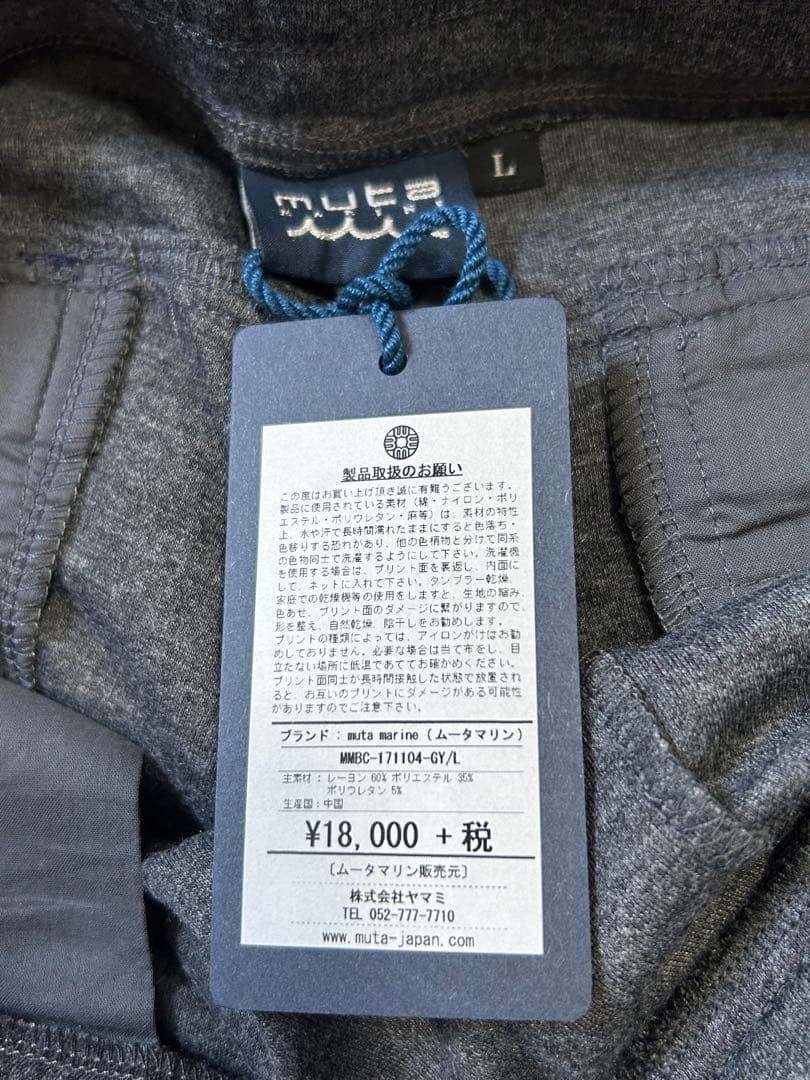 muta
MARINE
L
製品取扱のお願い
この度はお買い上げ頂き誠に有難うございます。
製品に使用されている素材（綿・ナイロン・ポリ
エステル・ポリウレタン・麻等）は、素材の特性
上、水や汗で長時間濡れたままにすると色落ち・
色移りする恐れがあり、他の色柄物と分けて同系
の色物同士で洗濯するようにして下さい。洗濯機
を使用する場合は、プリント面を裏返し、内面に
して、ネットに入れて下さい。タンブラー乾燥、
家庭での乾燥機等の使用をしますと、生地の縮み、
色あせ、プリント面のダメージに繋がりますので、
形を整え、自然乾燥、陰干しをお勧めします。
プリントの種類によっては、アイロンがけはお勧
めしておりません。必要な場合は当て布をし、目
立たない場所に低温であててお確かめください。
プリント面同士が長時間接触した状態で放置され
ると、お互いのプリントにダメージがある可能性
がありますのでご注意下さい。
ブランド：muta marine（ムータマリン）
MMBC-171104-GY/L
主素材：レーヨン 60% ポリエステル 35%
ポリウレタン 5%
生産国：中国
¥18,000 + 税
〔ムータマリン販売元〕
株式会社ヤマミ
TEL 052-777-7710
www.muta-japan.com